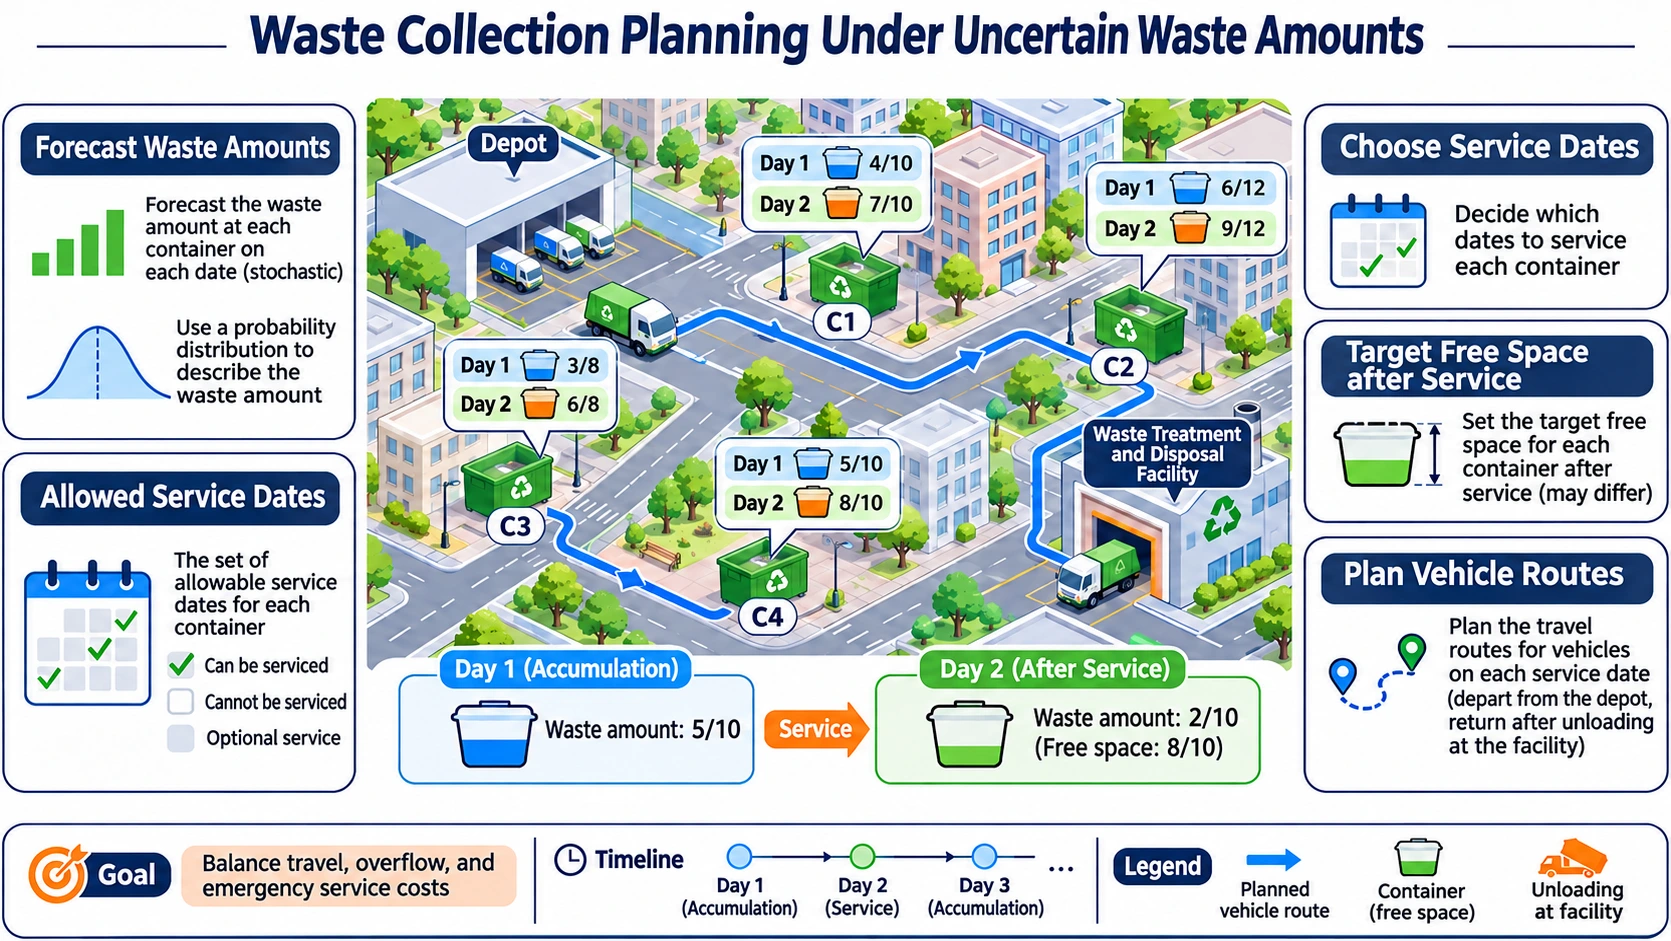 Waste Collection Planning Under Uncertain Waste Amounts
Forecast Waste Amounts
Forecast the waste
amount at each
container on
each date (stochastic)
Use a probability
distribution to
describe the
waste amount
Allowed Service Dates
The set of
allowable service
dates for each
container
Can be serviced
Cannot be serviced
Optional service
Depot
Day 1 4/10
Day 2 7/10
C1
Day 1 6/12
Day 2 9/12
C2
Day 1 3/8
Day 2 6/8
C3
Day 1 5/10
Day 2 8/10
C4
Waste Treatment
and Disposal
Facility
Day 1 (Accumulation)
Waste amount: 5/10
Service
Day 2 (After Service)
Waste amount: 2/10
(Free space: 8/10)
Choose Service Dates
Decide which
dates to service
each container
Target Free Space
after Service
Set the target free
space for each
container after
service (may differ)
Plan Vehicle Routes
Plan the travel
routes for vehicles
on each service date
(depart from the depot,
return after unloading
at the facility)
Goal
Balance travel, overflow, and
emergency service costs
Timeline
Day 1
(Accumulation)
Day 2
(Service)
Day 3
(Accumulation)
...
Legend
Planned
vehicle route
Container
(free space)
Unloading
at facility